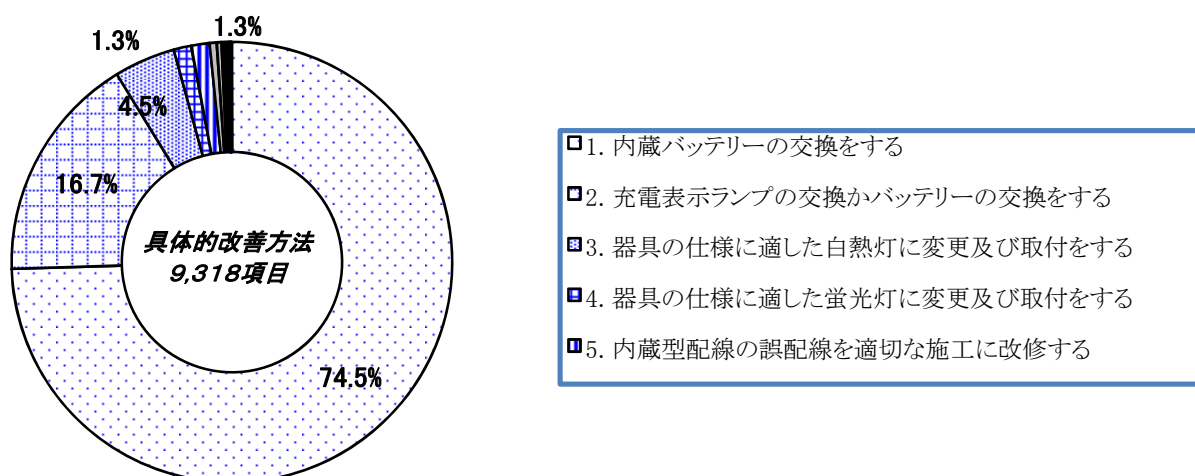 1.3%
1.3%
4.5%
16.7%
具体的改善方法
9,318項目
74.5%
1. 内蔵バッテリーの交換をする
2. 充電表示ランプの交換かバッテリーの交換をする
3. 器具の仕様に適した白熱灯に変更及び取付をする
4. 器具の仕様に適した蛍光灯に変更及び取付をする
5. 内蔵型配線の誤配線を適切な施工に改修する